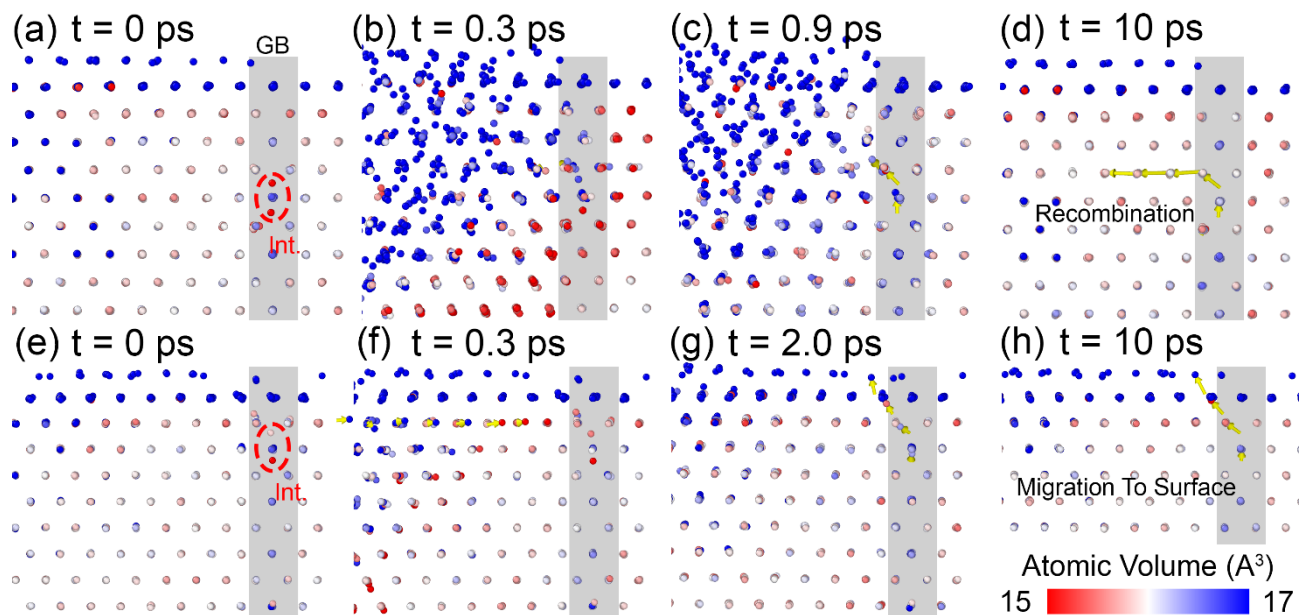 (a) t = 0 ps
GB
(b) t = 0.3 ps
(c) t = 0.9 ps
(d) t = 10 ps
Int.
Recombination
(e) t = 0 ps
(f) t = 0.3 ps
(g) t = 2.0 ps
(h) t = 10 ps
Int.
Migration To Surface
Atomic Volume (A³)
15 17